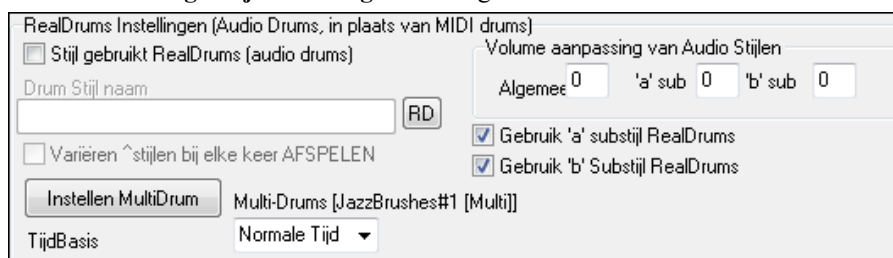 RealDrums Instellingen (Audio Drums, in plaats van MIDI drums)
Stijl gebruikt RealDrums (audio drums)
Volume aanpassing van Audio Stijlen
Algemee 0 'a' sub 0 'b' sub 0
Drum Stijl naam
RD
Gebruik 'a' substijl RealDrums
Variëren ^stijlen bij elke keer AFSPELEN
Gebruik 'b' Substijl RealDrums
Instellen MultiDrum
Multi-Drums [JazzBrushes#1 [Multi]]
TijdBasis
Normale Tijd